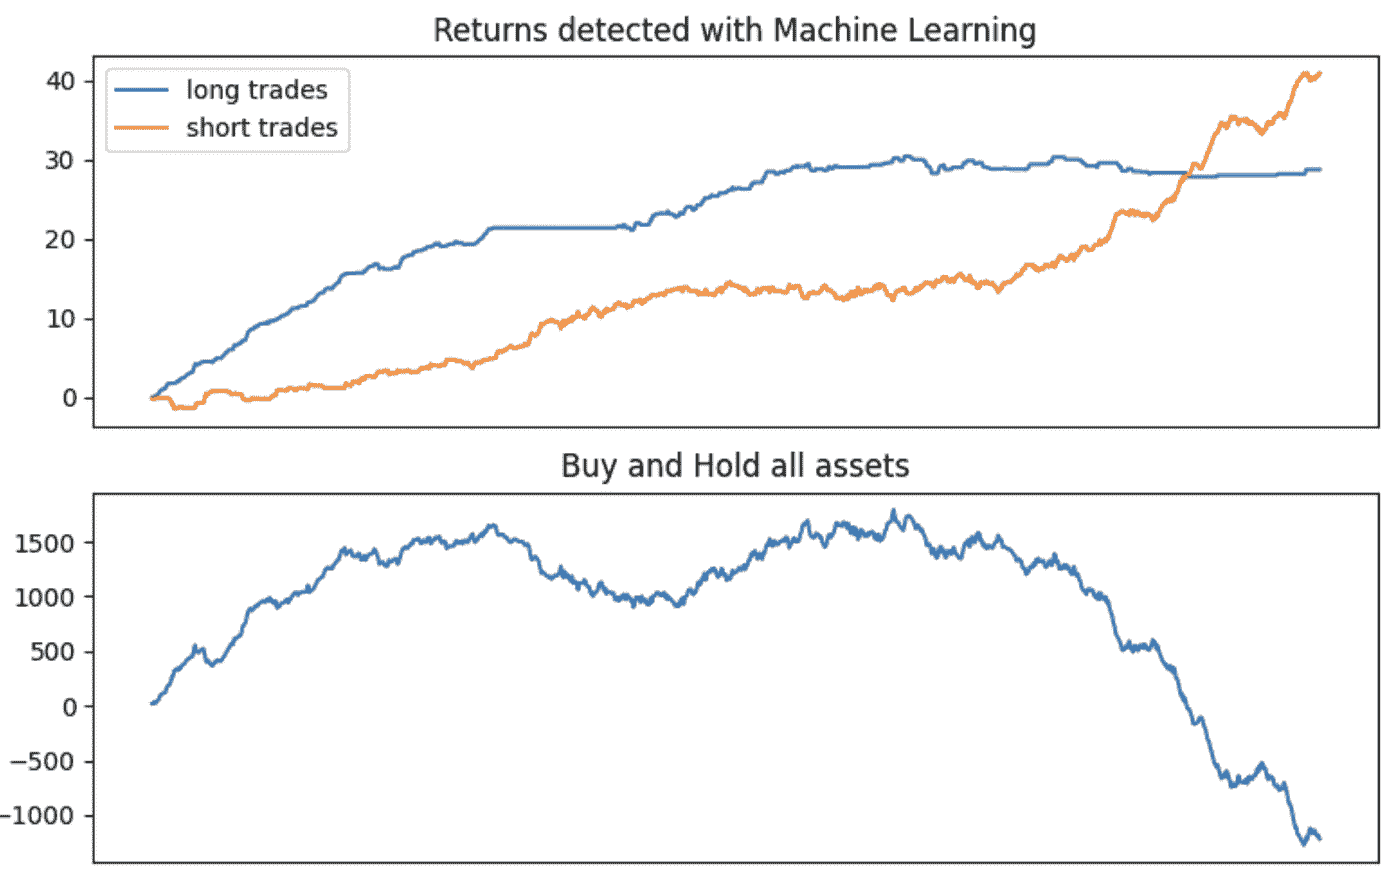 Returns detected with Machine Learning
40
long trades
short trades
30
20
10
0
Buy and Hold all assets
1500
1000
500
0
−500
−1000